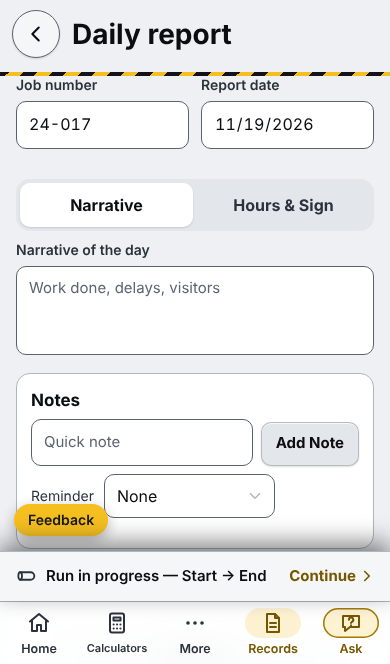 Daily report
Job number
Report date
24-017
11/19/2026
Narrative
Hours & Sign
Narrative of the day
Work done, delays, visitors
Notes
Quick note
Add Note
Reminder
None
Feedback
Run in progress — Start → End
Continue
Home
Calculators
More
Records
Ask